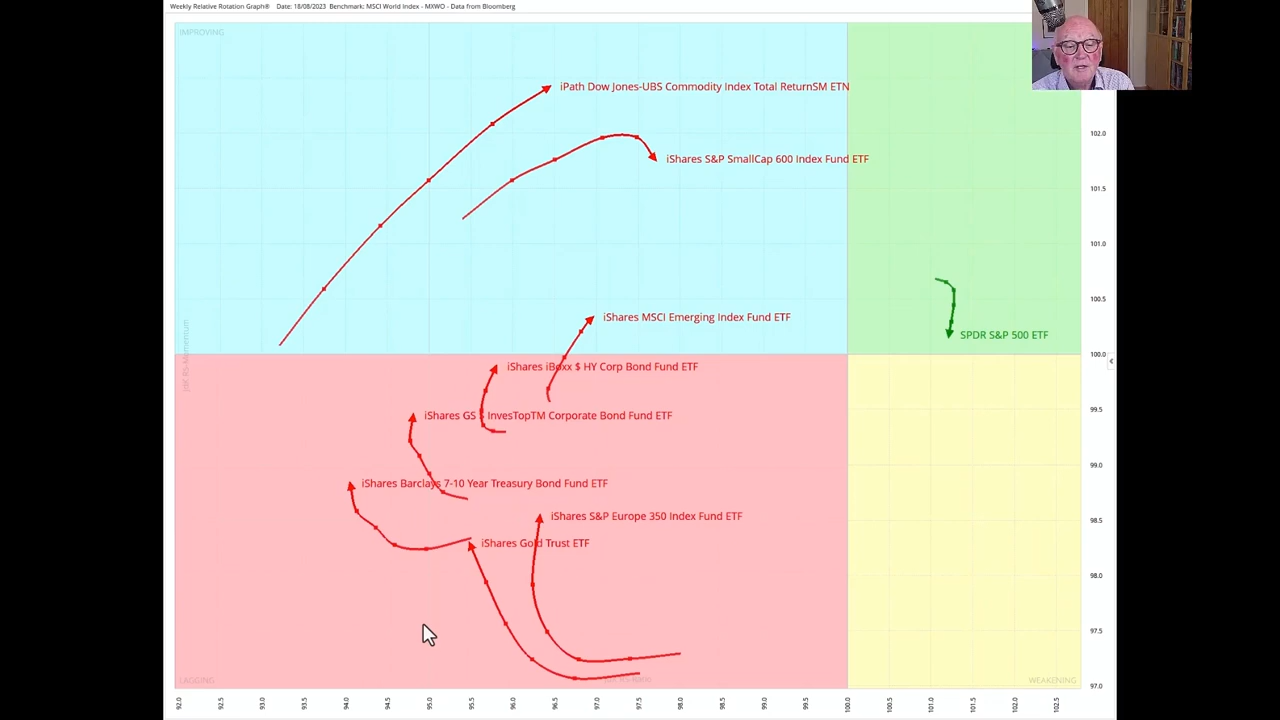 Weekly Relative Rotation Graph® Date: 18/08/2023 Benchmark: MSCI World Index - MXWO - Data from Bloomberg
IMPROVING
iPath Dow Jones-UBS Commodity Index Total ReturnSM ETN
102.0
iShares S&P SmallCap 600 Index Fund ETF
101.5
101.0
100.5
iShares MSCI Emerging Index Fund ETF
SPDR S&P 500 ETF
100.0
JdK RS-Momentum
iShares iBoxx $ HY Corp Bond Fund ETF
99.5
iShares GS $ InvesTopTM Corporate Bond Fund ETF
99.0
iShares Barclays 7-10 Year Treasury Bond Fund ETF
98.5
iShares S&P Europe 350 Index Fund ETF
iShares Gold Trust ETF
98.0
97.5
LAGGING
JdK RS-Ratio
WEAKENING
97.0
92.0 92.5 93.0 93.5 94.0 94.5 95.0 95.5 96.0 96.5 97.0 97.5 98.0 98.5 99.0 99.5 100.0 100.5 101.0 101.5 102.0 102.5